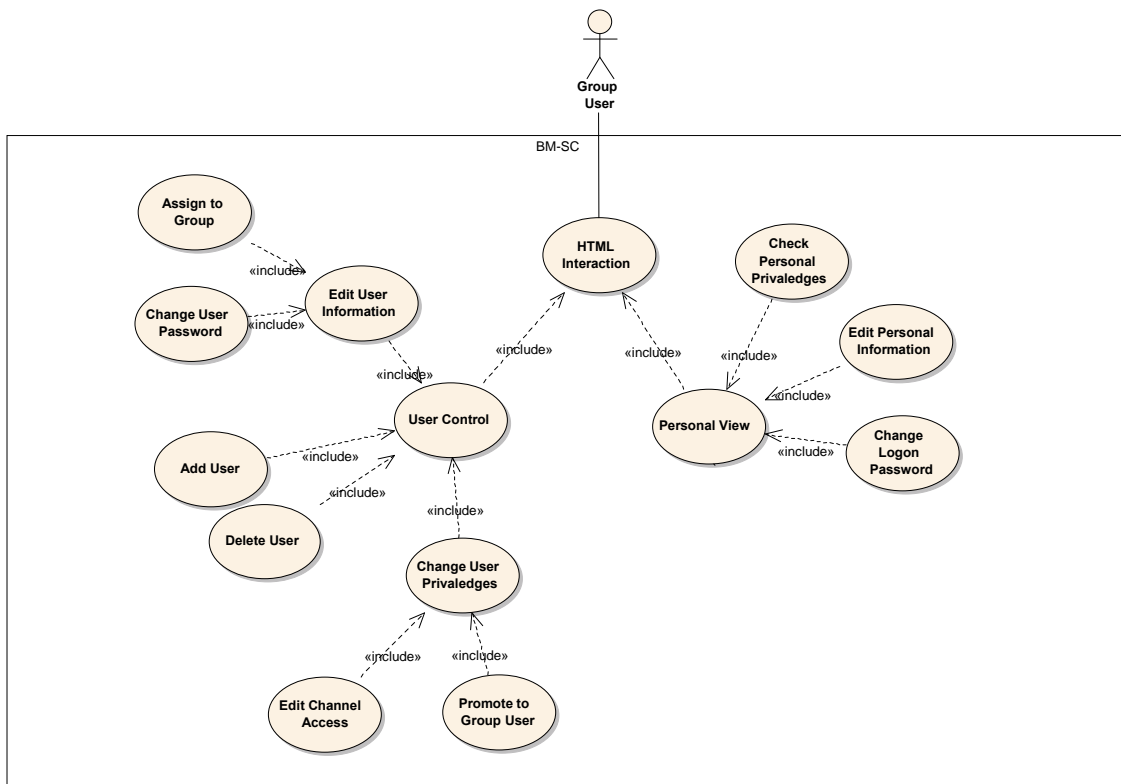 Group
User
BM-SC
Assign to
Group
HTML
Interaction
Check
Personal
Privaledges
«include»
Edit User
Information
Change User
Password
«include»
Edit Personal
Information
«include»
«include»
«include»
«include»
«include»
User Control
Personal View
Change
Logon
Password
«include»
Add User
«include»
«include»
Delete User
«include»
Change User
Privaledges
«include»
«include»
Edit Channel
Access
Promote to
Group User